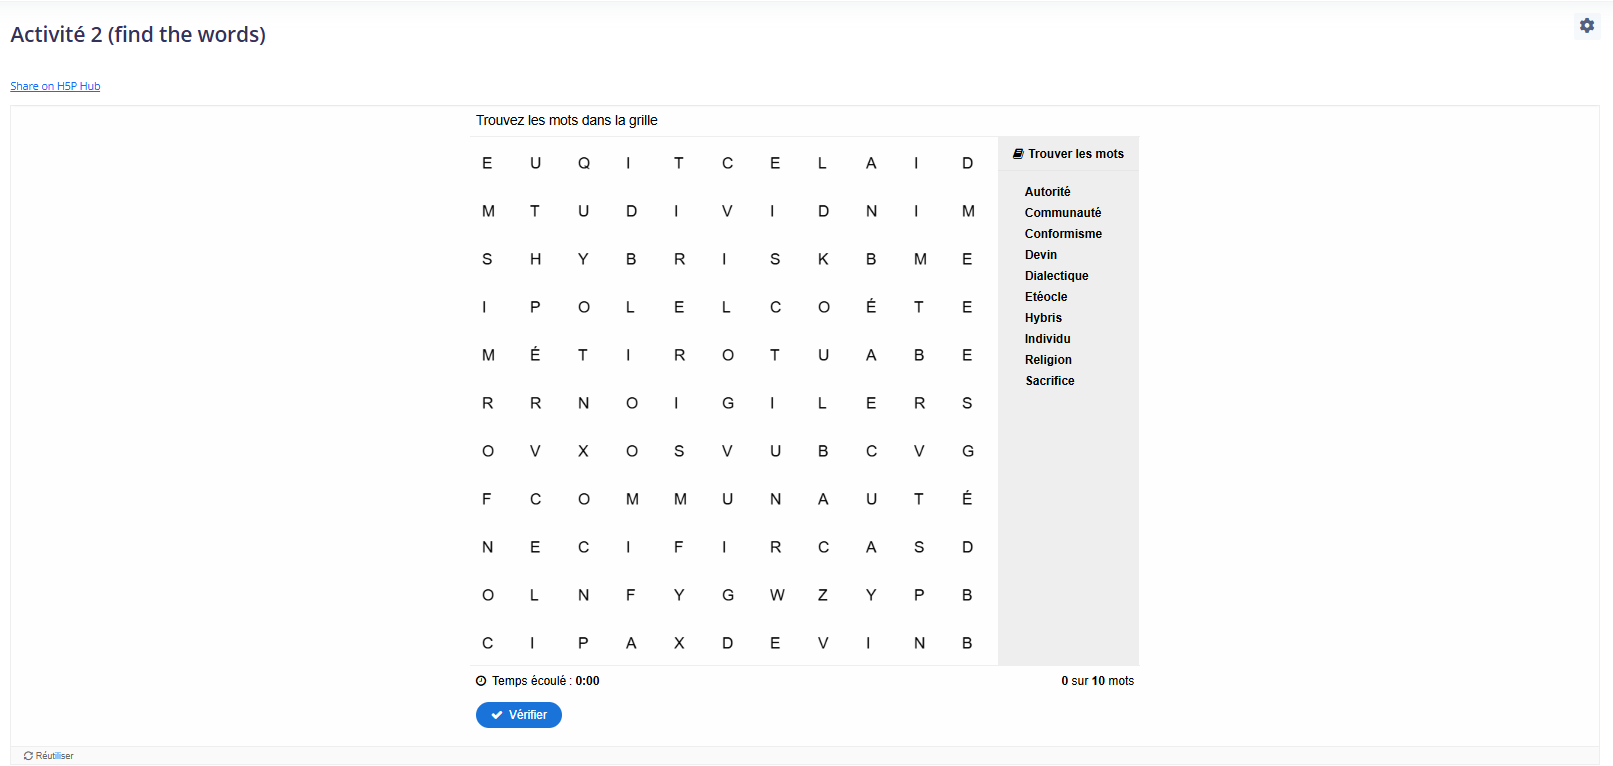 Activité 2 (find the words)
Share on H5P Hub
Trouvez les mots dans la grille
E U Q I T C E L A I D
M T U D I V I D N I M
S H Y B R I S K B M E
I P O L E L C O É T E
M É T I R O T U A B E
R R N O I G I L E R S
O V X O S V U B C V G
F C O M M U N A U T É
N E C I F I R C A S D
O L N F Y G W Z Y P B
C I P A X D E V I N B
Trouver les mots
Autorité
Communauté
Conformisme
Devin
Dialectique
Etéocle
Hybris
Individu
Religion
Sacrifice
Temps écoulé : 0:00
0 sur 10 mots
Vérifier
Réutiliser